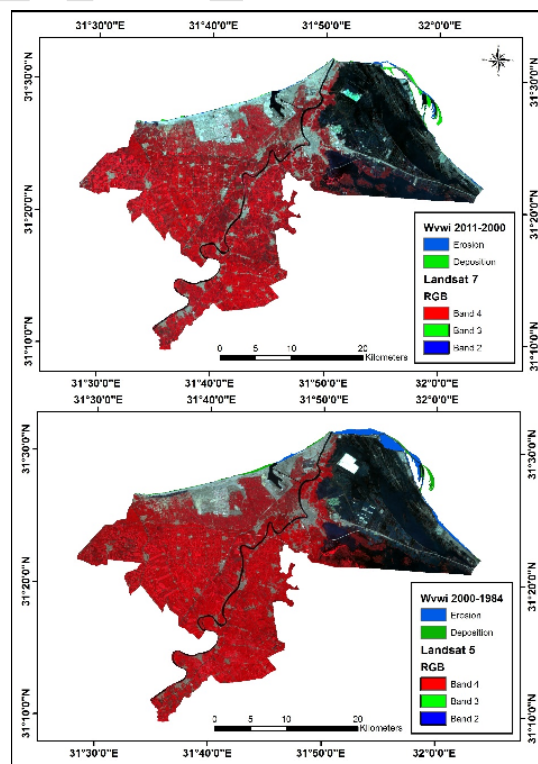 31°30'0"E 31°40'0"E 31°50'0"E 32°0'0"E
31°30'0"N 31°30'0"N
31°20'0"N 31°20'0"N
31°10'0"N 31°10'0"N
Wvwi 2011-2000
Erosion
Deposition
Landsat 7
RGB
Band 4
Band 3
Band 2
0 5 10 20
Kilometers
31°30'0"E 31°40'0"E 31°50'0"E 32°0'0"E
31°30'0"E 31°40'0"E 31°50'0"E 32°0'0"E
31°30'0"N 31°30'0"N
31°20'0"N 31°20'0"N
31°10'0"N 31°10'0"N
Wvwi 2000-1984
Erosion
Deposition
Landsat 5
RGB
Band 4
Band 3
Band 2
0 5 10 20
Kilometers
31°30'0"E 31°40'0"E 31°50'0"E 32°0'0"E